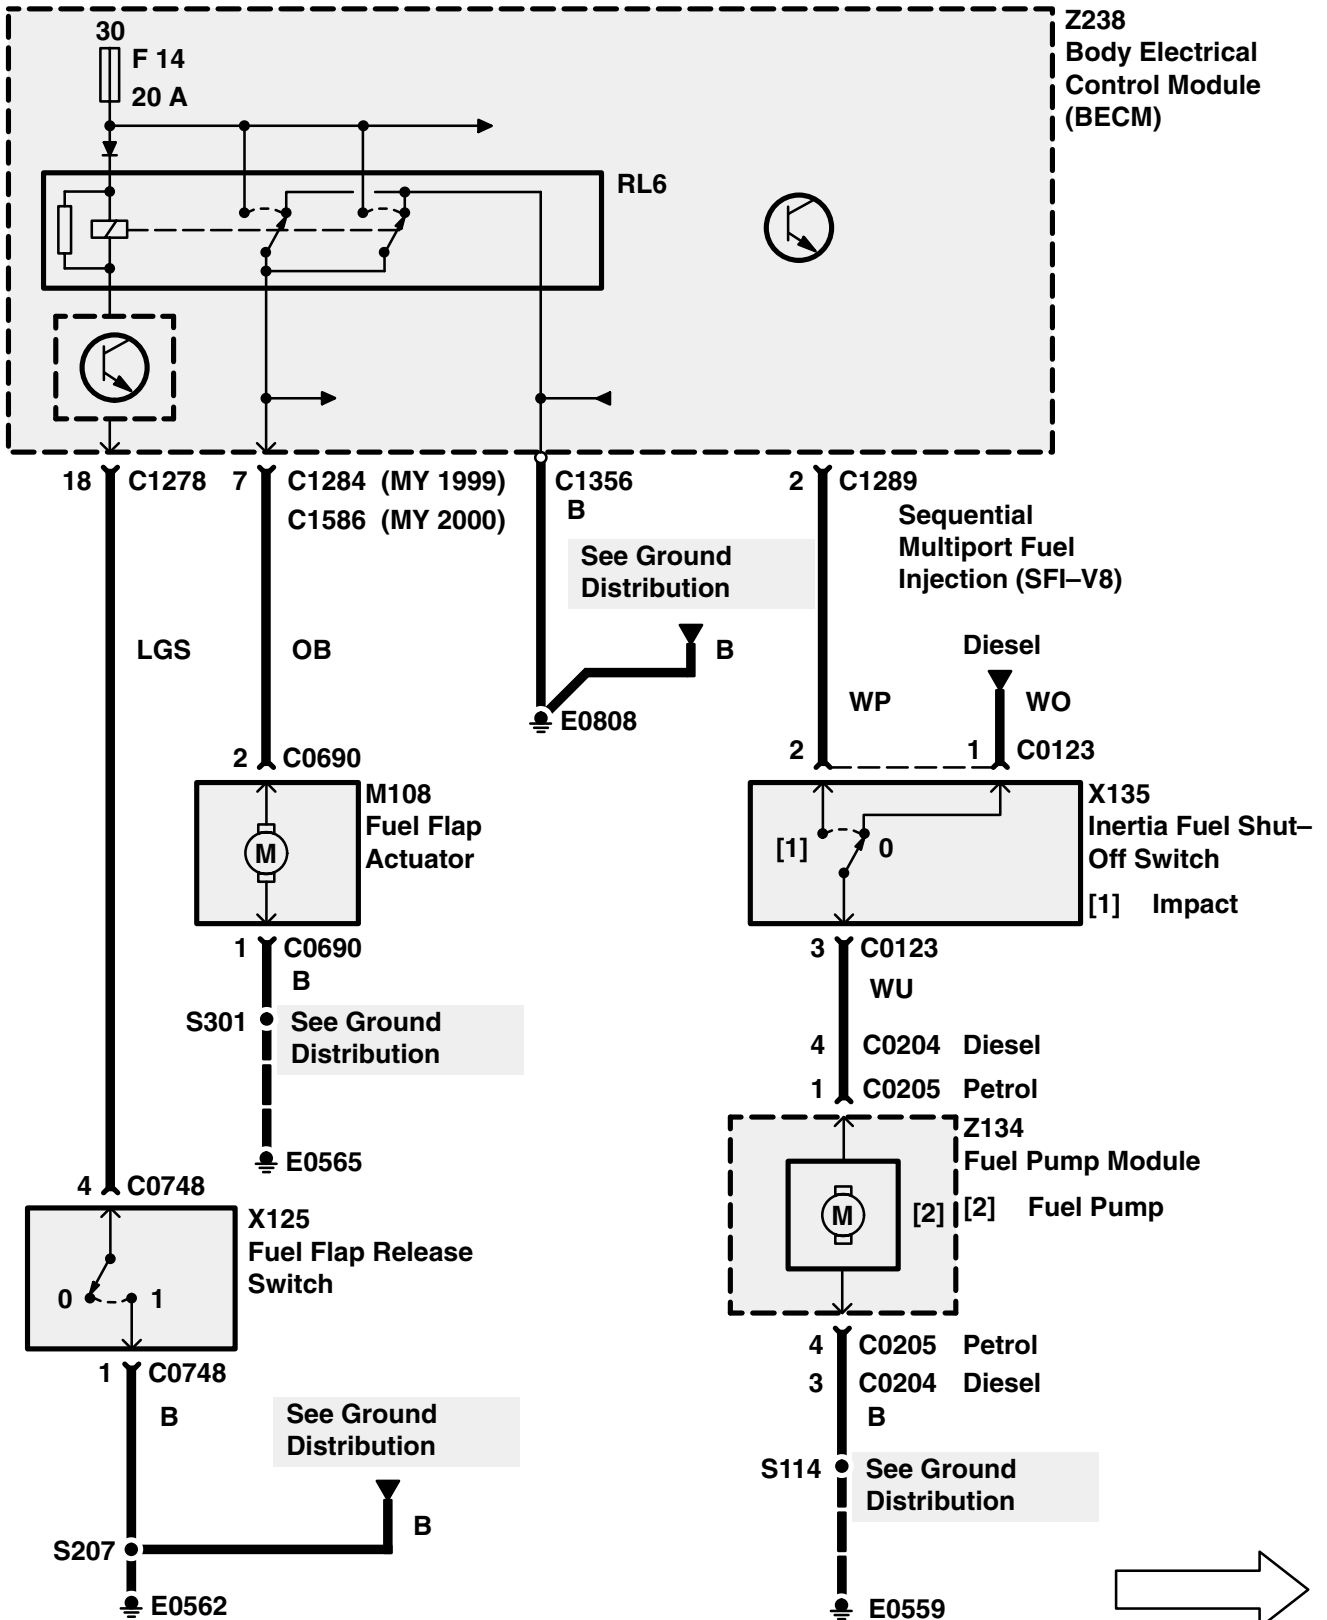 30
F 14
20 A
Z238
Body Electrical
Control Module
(BECM)
RL6
18 C1278
7 C1284 (MY 1999)
C1586 (MY 2000)
C1356
B
2 C1289
Sequential
Multiport Fuel
Injection (SFI–V8)
See Ground
Distribution
LGS
OB
B
Diesel
WP
WO
E0808
2 C0690
2
1 C0123
M108
Fuel Flap
Actuator
M
X135
Inertia Fuel Shut–
Off Switch
[1] 0
[1] Impact
1 C0690
B
3 C0123
WU
S301
See Ground
Distribution
4 C0204 Diesel
1 C0205 Petrol
E0565
Z134
Fuel Pump Module
[2] Fuel Pump
M [2]
4 C0748
X125
Fuel Flap Release
Switch
0 1
1 C0748
B
4 C0205 Petrol
3 C0204 Diesel
B
See Ground
Distribution
S114
See Ground
Distribution
B
S207
E0562
E0559